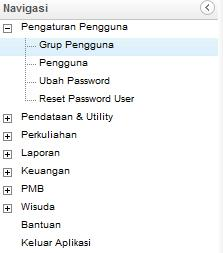 Navigasi
Pengaturan Pengguna
Grup Pengguna
Pengguna
Ubah Password
Reset Password User
Pendataan & Utility
Perkuliahan
Laporan
Keuangan
PMB
Wisuda
Bantuan
Keluar Aplikasi